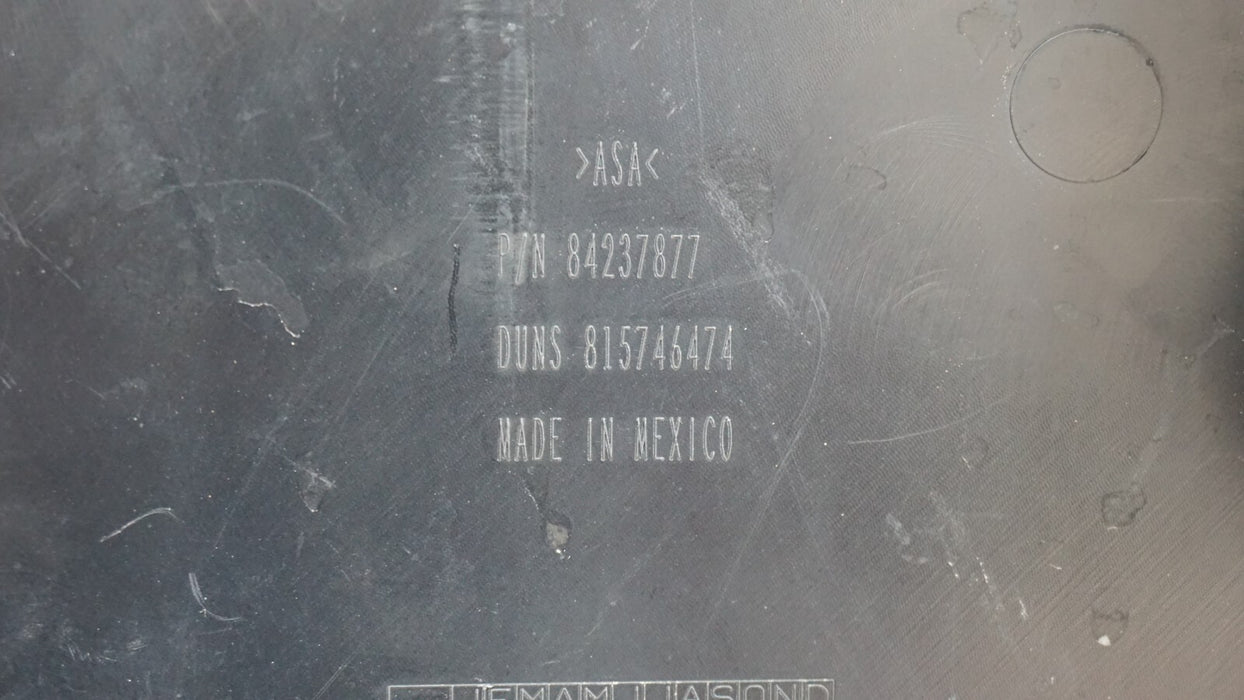 >ASA<
P/N 84237877
DUNS 815746474
MADE IN MEXICO
JFMAMJJASOND